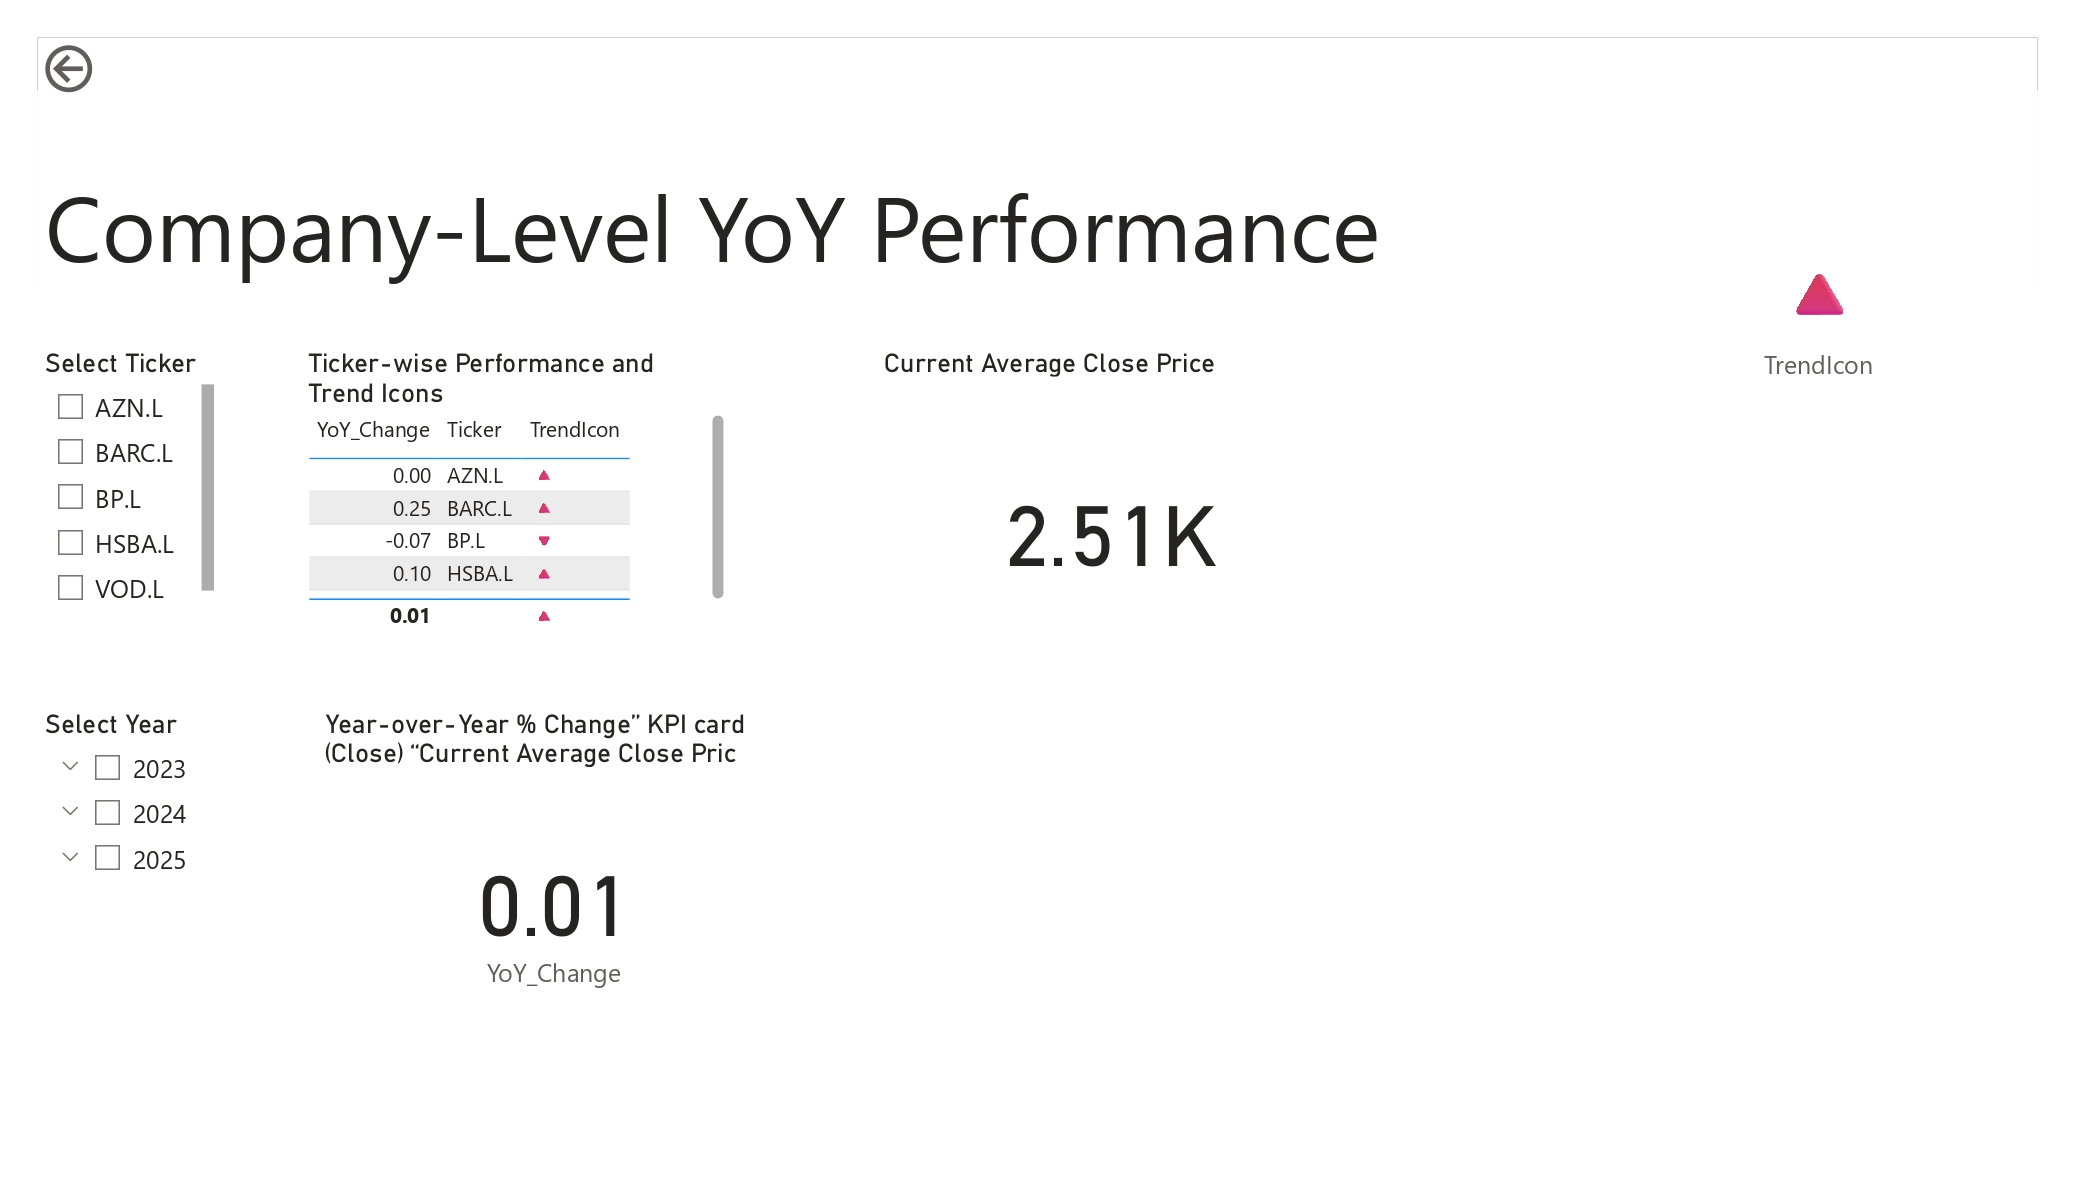 Company-Level YoY Performance
TrendIcon
Select Ticker
AZN.L
BARC.L
BP.L
HSBA.L
VOD.L
Ticker-wise Performance and
Trend Icons
YoY_Change Ticker TrendIcon
0.00 AZN.L 🔺
0.25 BARC.L 🔺
-0.07 BP.L 🔻
0.10 HSBA.L 🔺
0.01 🔺
Current Average Close Price
2.51K
Select Year
2023
2024
2025
Year-over-Year % Change” KPI card
(Close) “Current Average Close Pric
0.01
YoY_Change